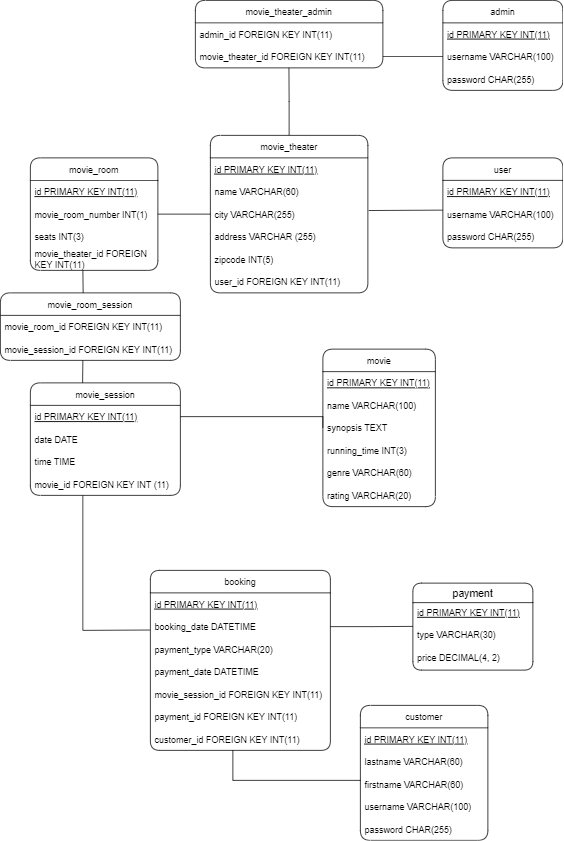 movie_theater_admin
admin_id FOREIGN KEY INT(11)
movie_theater_id FOREIGN KEY INT(11)
admin
id PRIMARY KEY INT(11)
username VARCHAR(100)
password CHAR(255)
movie_theater
id PRIMARY KEY INT(11)
name VARCHAR(60)
city VARCHAR(255)
address VARCHAR (255)
zipcode INT(5)
user_id FOREIGN KEY INT(11)
movie_room
id PRIMARY KEY INT(11)
movie_room_number INT(1)
seats INT(3)
movie_theater_id FOREIGN
KEY INT(11)
user
id PRIMARY KEY INT(11)
username VARCHAR(100)
password CHAR(255)
movie_room_session
movie_room_id FOREIGN KEY INT(11)
movie_session_id FOREIGN KEY INT(11)
movie_session
id PRIMARY KEY INT(11)
date DATE
time TIME
movie_id FOREIGN KEY INT (11)
movie
id PRIMARY KEY INT(11)
name VARCHAR(100)
synopsis TEXT
running_time INT(3)
genre VARCHAR(60)
rating VARCHAR(20)
booking
id PRIMARY KEY INT(11)
booking_date DATETIME
payment_type VARCHAR(20)
payment_date DATETIME
movie_session_id FOREIGN KEY INT(11)
payment_id FOREIGN KEY INT(11)
customer_id FOREIGN KEY INT(11)
payment
id PRIMARY KEY INT(11)
type VARCHAR(30)
price DECIMAL(4, 2)
customer
id PRIMARY KEY INT(11)
lastname VARCHAR(60)
firstname VARCHAR(60)
username VARCHAR(100)
password CHAR(255)